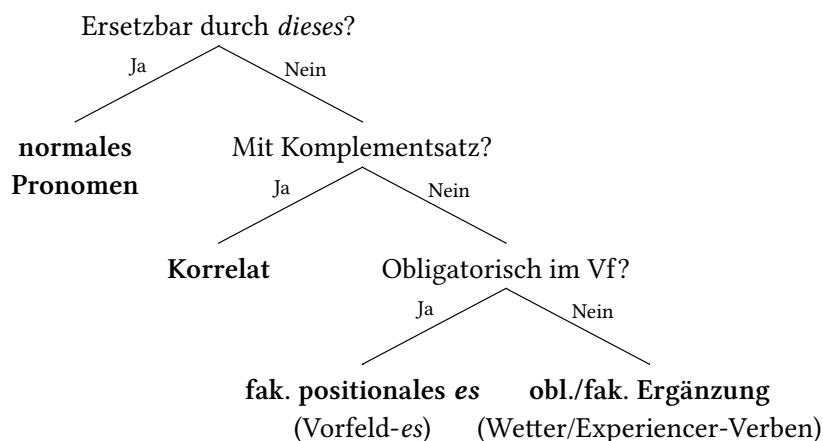 Ersetzbar durch dieses?
Ja
Nein
normales
Pronomen
Mit Komplementsatz?
Ja
Nein
Korrelat
Obligatorisch im Vf?
Ja
Nein
fak. positionales es
(Vorfeld-es)
obl./fak. Ergänzung
(Wetter/Experiencer-Verben)